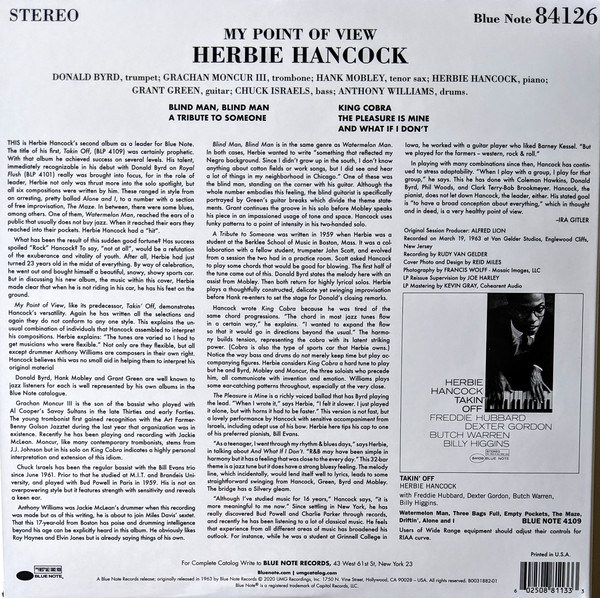 STEREO
Blue Note 84126
MY POINT OF VIEW
HERBIE HANCOCK
DONALD BYRD, trumpet; GRACHAN MONCUR III, trombone; HANK MOBLEY, tenor sax; HERBIE HANCOCK, piano;
GRANT GREEN, guitar; CHUCK ISRAELS, bass; ANTHONY WILLIAMS, drums.
BLIND MAN, BLIND MAN
A TRIBUTE TO SOMEONE
KING COBRA
THE PLEASURE IS MINE
AND WHAT IF I DON'T
THIS is Herbie Hancock's second album as a leader for Blue Note.
The title of his first, Takin' Off, (BLP 4109) was certainly prophetic.
With that album he achieved success on several levels. His talent,
immediately recognizable in his debut with Donald Byrd on Royal
Flush (BLP 4101) really was brought into focus, for in the role of
leader, Herbie not only was thrust more into the solo spotlight, but
all six compositions were written by him. These ranged in style from
an arresting, pretty ballad Alone and I, to a number with a section
of free improvisation, The Maze. In between, there were some blues,
among others. One of them, Watermelon Man, reached the ears of a
public that usually does not buy jazz. When it reached their ears they
reached into their pockets. Herbie Hancock had a "hit".
What has been the result of this sudden good fortune? Has success
spoiled "Rock" Hancock? To say, "not at all", would be a refutation
of the exuberance and vitality of youth. After all, Herbie had just
turned 23 years old in the midst of everything. By way of celebration,
he went out and bought himself a beautiful, snowy, showy sports car.
But in discussing his new album, the music within this cover, Herbie
made clear that when he is not riding in his car, he has his feet on the
ground.
My Point of View, like its predecessor, Takin' Off, demonstrates
Hancock's versatility. Again he has written all the selections and
again they do not conform to any one style. This explains the un-
usual combination of individuals that Hancock assembled to interpret
his compositions. Herbie explains: "The tunes are varied so I had to
get musicians who were flexible." Not only are they flexible, but all
except drummer Anthony Williams are composers in their own right.
Hancock believes this was no small aid in helping them to interpret his
original material
Donald Byrd, Hank Mobley and Grant Green are well known to
jazz listeners for each is well represented by his own albums in the
Blue Note catalogue.
Grachan Moncur III is the son of the bassist who played with
Al Cooper's Savoy Sultans in the late Thirties and early Forties.
The young trombonist first gained recognition with the Art Farmer-
Benny Golson Jazztet during the last year that organization was in
existence. Recently he has been playing and recording with Jackie
McLean. Moncur, like many contemporary trombonists, stems from
J.J. Johnson but in his solo on King Cobra indicates a highly personal
interpretation and extension of this idiom.
Chuck Israels has been the regular bassist with the Bill Evans trio
since June 1961. Prior to that he studied at M.I.T. and Brandeis Uni-
versity, and played with Bud Powell in Paris in 1959. His is not an
overpowering style but it features strength with sensitivity and reveals
a keen ear.
Anthony Williams was Jackie McLean's drummer when this recording
was made but as this writing, he is about to join Miles Davis' sextet.
That this 17-year-old from Boston has poise and drumming intelligence
beyond his age can be explicitly heard in this album. He obviously likes
Roy Haynes and Elvin Jones but is already saying things of his own.
Blind Man, Blind Man is in the same genre as Watermelon Man.
In both cases, Herbie wanted to write "something that reflected my
Negro background. Since I didn't grow up in the south, I don't know
anything about cotton fields or work songs, but I did see and hear
a lot of things in my neighborhood in Chicago." One of these was
the blind man, standing on the corner with his guitar. Although the
whole number embodies this feeling, the blind guitarist is specifically
portrayed by Green's guitar breaks which divide the theme state-
ments. Grant continues the groove in his solo before Mobley speaks
his piece in an impassioned usage of tone and space. Hancock uses
funky patterns to a point of intensity in his two-handed solo.
A Tribute to Someone was written in 1959 when Herbie was a
student at the Berklee School of Music in Boston, Mass. It was a col-
laboration with a fellow student, trumpeter John Scott, and evolved
from a session the two had in a practice room. Scott asked Hancock
to play some chords that would be good for blowing. The first half of
the tune came out of this. Donald Byrd states the melody here with an
assist from Mobley. Then both return for highly lyrical solos. Herbie
plays a thoughtfully constructed, delicate yet swinging improvisation
before Hank re-enters to set the stage for Donald's closing remarks.
Hancock wrote King Cobra because he was tired of the
same chord progressions. "The chord in most jazz tunes flow
in a certain way," he explains. "I wanted to expand the flow
so that it would go in directions beyond the usual." The harmo-
ny builds tension, representing the cobra with its latent striking
power. (Cobra is also the type of sports car that Herbie owns.)
Notice the way bass and drums do not merely keep time but play ac-
companying figures. Herbie considers King Cobra a hard tune to play
but he and Byrd, Mobley and Moncur, the three soloists who precede
him, all communicate with invention and emotion. Williams plays
some ear-catching patterns throughout, especially at the very close.
The Pleasure is Mine is a richly voiced ballad that has Byrd playing
the lead. "When I wrote it," says Herbie, "I felt it slower. I just played
it alone, but with horns it had to be faster." This version is not fast, but
a lovely performance by Hancock with sensitive accompaniment from
Israels, including adept use of his bow. Herbie here tips his cap to one
of his preferred pianists, Bill Evans.
"As a teenager, I went through my rhythm & blues days," says Herbie,
in talking about And What If I Don't. "R&B may have been simple in
harmony but it has a feeling that was close to the every day." This 32-bar
theme is a jazz tune but it does have a strong bluesy feeling. The melody
line, which incidentally, would lend itself well to lyrics, leads to some
straightforward swinging from Hancock, Green, Byrd and Mobley.
The bridge has a Silvery gleam.
"Although I've studied music for 16 years," Hancock says, "it is
more meaningful to me now." Since settling in New York, he has
really discovered Bud Powell and Charlie Parker through records,
and recently he has been listening to a lot of classical music. He feels
that experience from all different areas of music has broadened his
outlook. For instance, while he was a student at Grinnell College in
Iowa, he worked with a guitar player who liked Barney Kessel. "But
we played for the farmers – western, rock & roll."
In playing with many combinations since then, Hancock has contin-
ued to stress adaptability. "When I play with a group, I play for that
group," he says. This he has done with Coleman Hawkins, Donald
Byrd, Phil Woods, and Clark Terry-Bob Brookmeyer. Hancock, the
pianist, does not let down Hancock, the leader, either. His stated goal
is "to have a broad conception about everything," which in thought
and in deed, is a very healthy point of view.
-IRA GITLER
Original Session Producer: ALFRED LION
Recorded on March 19, 1963 at Van Gelder Studios, Englewood Cliffs,
New Jersey
Recording by RUDY VAN GELDER
Cover Photo and Design by REID MILES
Photography by FRANCIS WOLFF - Mosaic Images, LLC
LP Reissue Supervision by JOE HARLEY
LP Mastering by KEVIN GRAY, Cohearent Audio
HERBIE
HANCOCK
TAKIN'
OFF
FREDDIE HUBBARD
DEXTER GORDON
BUTCH WARREN
BILLY HIGGINS
BLUE NOTE
TAKIN' OFF
HERBIE HANCOCK
with Freddie Hubbard, Dexter Gordon, Butch Warren,
Billy Higgins.
Watermelon Man, Three Bags Full, Empty Pockets, The Maze,
Driftin', Alone and I
BLUE NOTE 4109
Users of Wide Range equipment should adjust their controls for
RIAA curve.
Printed in U.S.A.
BLUE NOTE
For Complete Catalog Write to BLUE NOTE RECORDS, 43 West 61st St., New York 23
Bluenote.com | umgcatalog.com
A Blue Note Records release; originally released in 1963 by Blue Note Records © 2020 UMG Recordings, Inc. 1750 N. Vine Street, Hollywood, CA 90028 – USA. All rights reserved. B0031882-01
Blue Note® is a registered trademark of Capitol Records, LLC.
6 02508 81133 3